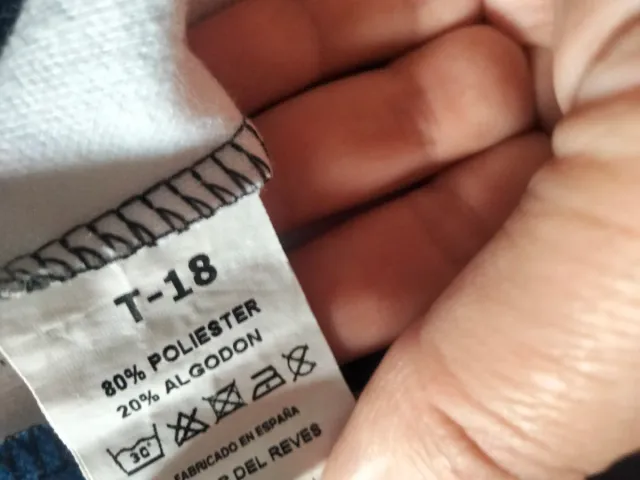 T-18
80% POLIESTER
20% ALGODON
30°
FABRICADO EN ESPAÑA
DEL REVES